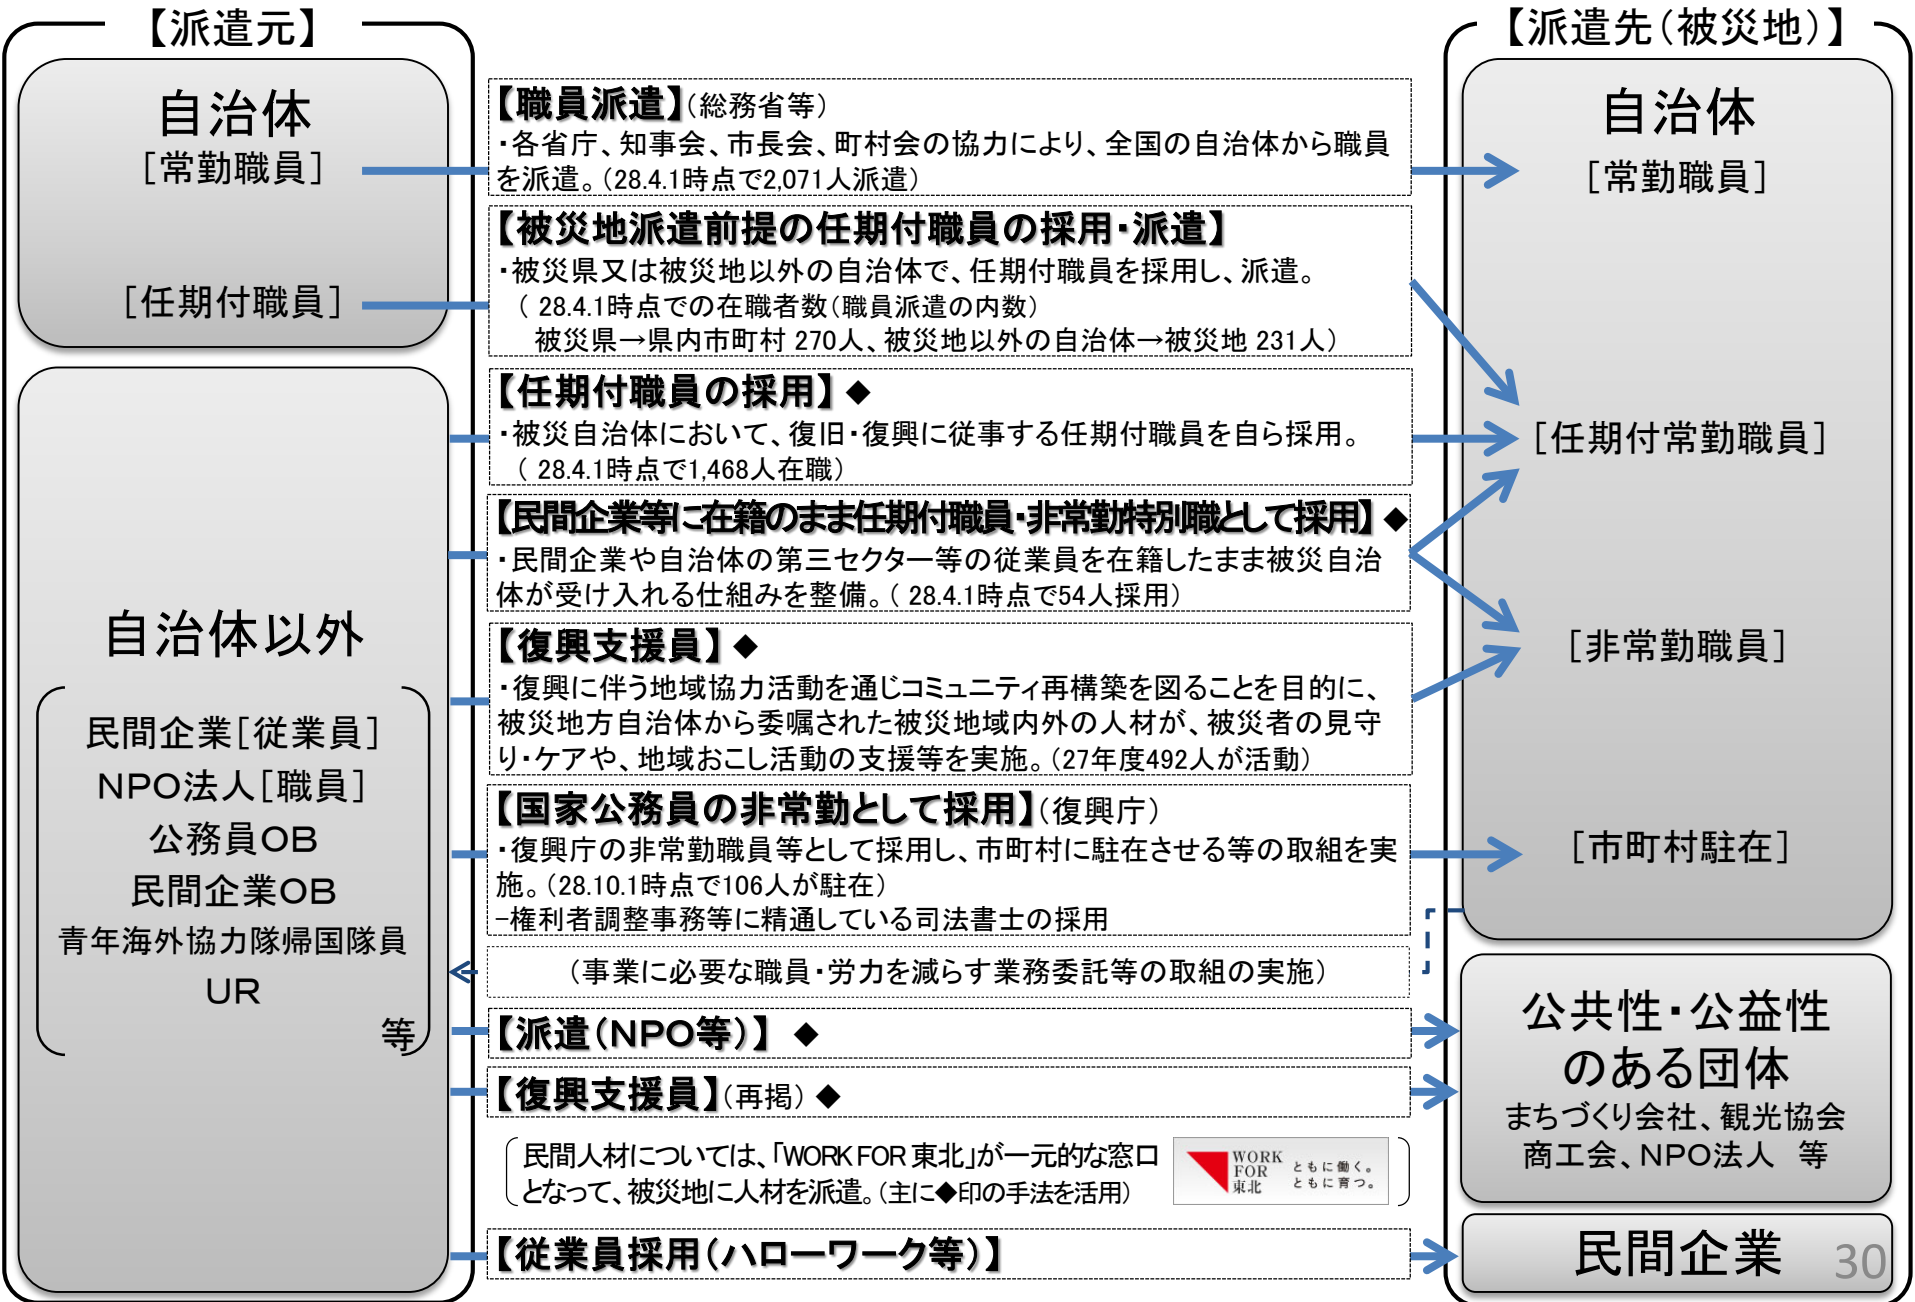 【派遣元】
自治体
[常勤職員]
[任期付職員]
自治体以外
民間企業[従業員]
NPO法人[職員]
公務員OB
民間企業OB
青年海外協力隊帰国隊員
UR
等
【職員派遣】(総務省等)
・各省庁、知事会、市長会、町村会の協力により、全国の自治体から職員
を派遣。(28.4.1時点で2,071人派遣)
【被災地派遣前提の任期付職員の採用・派遣】
・被災県又は被災地以外の自治体で、任期付職員を採用し、派遣。
( 28.4.1時点での在職者数(職員派遣の内数)
被災県→県内市町村 270人、被災地以外の自治体→被災地 231人)
【任期付職員の採用】◆
・被災自治体において、復旧・復興に従事する任期付職員を自ら採用。
( 28.4.1時点で1,468人在職)
【民間企業等に在籍のまま任期付職員・非常勤特別職として採用】◆
・民間企業や自治体の第三セクター等の従業員を在籍したまま被災自治
体が受け入れる仕組みを整備。( 28.4.1時点で54人採用)
【復興支援員】◆
・復興に伴う地域協力活動を通じコミュニティ再構築を図ることを目的に、
被災地方自治体から委嘱された被災地域内外の人材が、被災者の見守
り・ケアや、地域おこし活動の支援等を実施。(27年度492人が活動)
【国家公務員の非常勤として採用】(復興庁)
・復興庁の非常勤職員等として採用し、市町村に駐在させる等の取組を実
施。(28.10.1時点で106人が駐在)
-権利者調整事務等に精通している司法書士の採用
(事業に必要な職員・労力を減らす業務委託等の取組の実施)
【派遣(NPO等)】 ◆
【復興支援員】(再掲)◆
民間人材については、「WORK FOR 東北」が一元的な窓口
となって、被災地に人材を派遣。(主に◆印の手法を活用)
WORK
FOR
東北
ともに働く。
ともに育つ。
【従業員採用(ハローワーク等)】
【派遣先(被災地)】
自治体
[常勤職員]
[任期付常勤職員]
[非常勤職員]
[市町村駐在]
公共性・公益性
のある団体
まちづくり会社、観光協会
商工会、NPO法人 等
民間企業
30